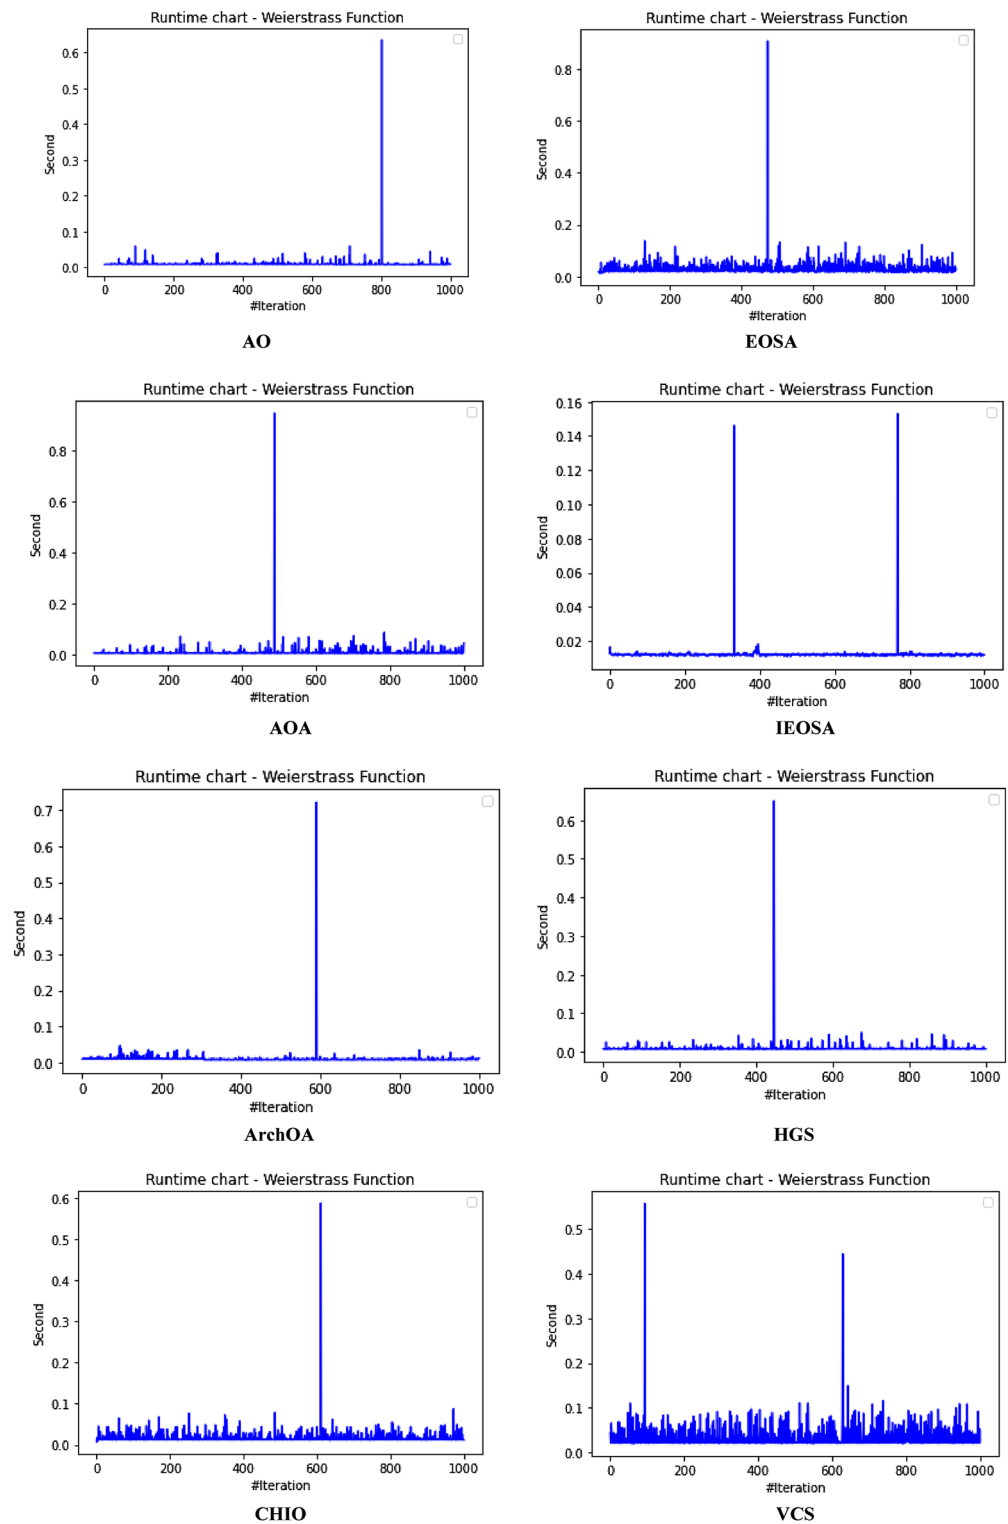 Runtime chart - Weierstrass Function
0.6
0.5
0.4
0.3
0.2
0.1
0.0
Second
0 200 400 600 800 1000
#Iteration
AO
Runtime chart - Weierstrass Function
0.8
0.6
0.4
0.2
0.0
Second
0 200 400 600 800 1000
#Iteration
EOSA
Runtime chart - Weierstrass Function
0.8
0.6
0.4
0.2
0.0
Second
0 200 400 600 800 1000
#Iteration
AOA
Runtime chart - Weierstrass Function
0.16
0.14
0.12
0.10
0.08
0.06
0.04
0.02
Second
0 200 400 600 800 1000
#Iteration
IEOSA
Runtime chart - Weierstrass Function
0.7
0.6
0.5
0.4
0.3
0.2
0.1
0.0
Second
0 200 400 600 800 1000
#Iteration
ArchOA
Runtime chart - Weierstrass Function
0.6
0.5
0.4
0.3
0.2
0.1
0.0
Second
0 200 400 600 800 1000
#Iteration
HGS
Runtime chart - Weierstrass Function
0.6
0.5
0.4
0.3
0.2
0.1
0.0
Second
0 200 400 600 800 1000
#Iteration
CHIO
Runtime chart - Weierstrass Function
0.5
0.4
0.3
0.2
0.1
0.0
Second
0 200 400 600 800 1000
#Iteration
VCS